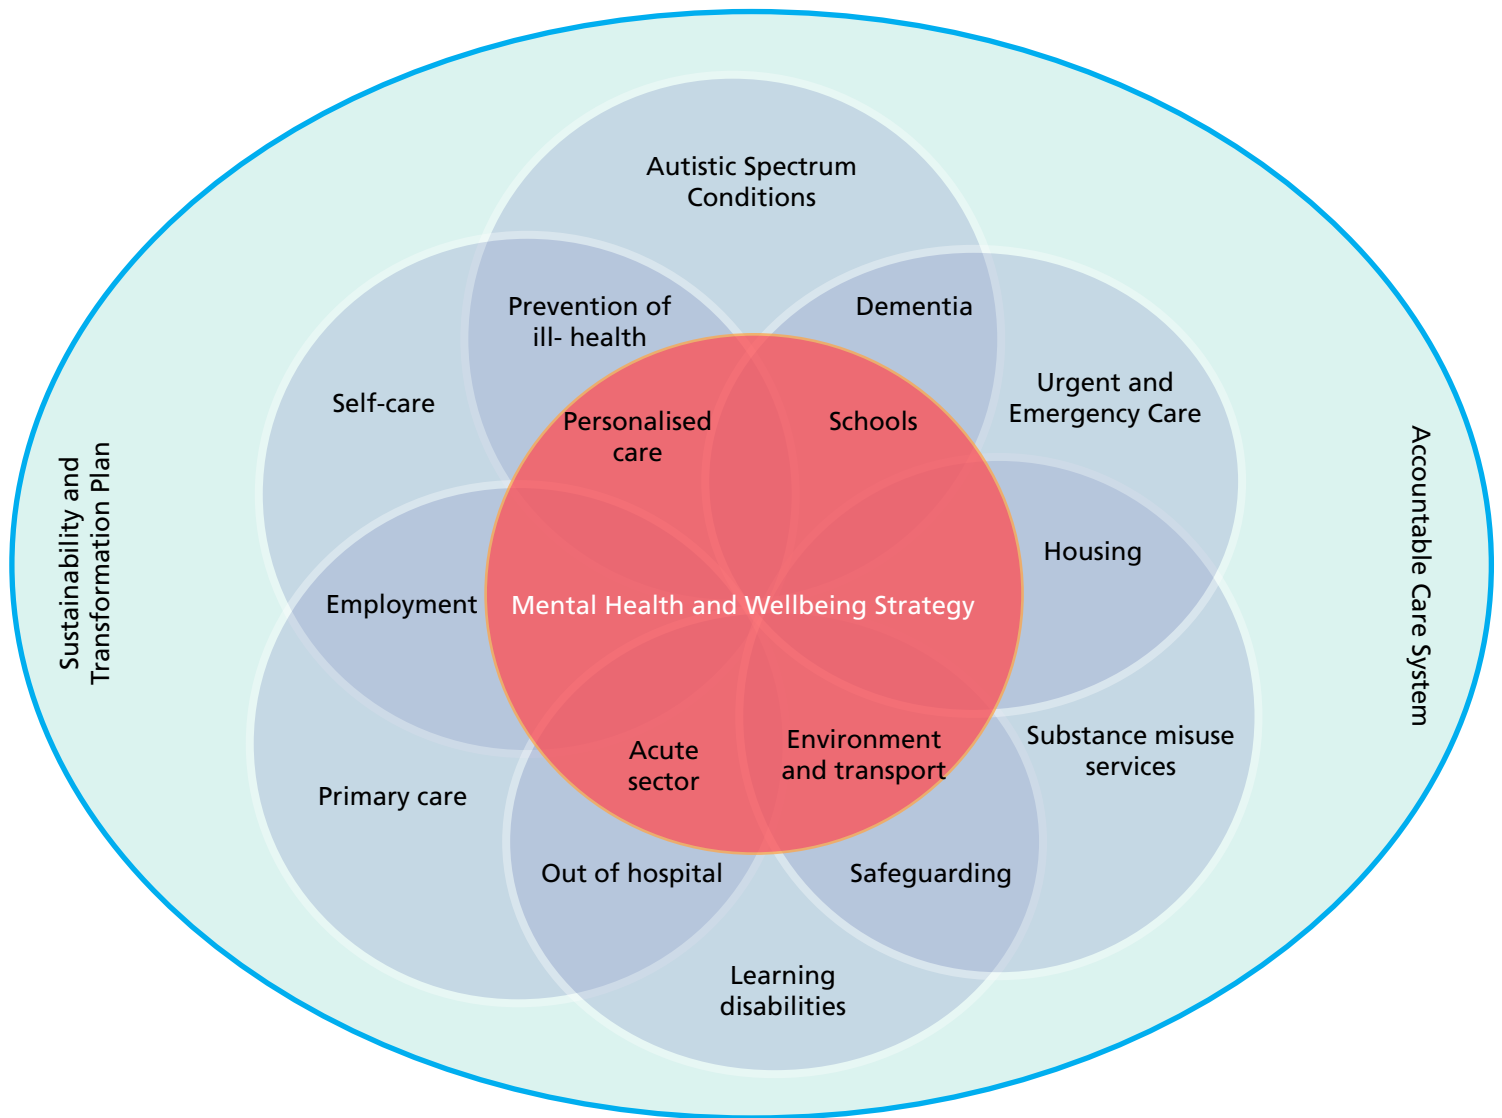 Autistic Spectrum
Conditions
Prevention of
ill- health
Dementia
Urgent and
Emergency Care
Self-care
Personalised
care
Schools
Sustainability and
Transformation Plan
Accountable Care System
Housing
Employment
Mental Health and Wellbeing Strategy
Substance misuse
services
Environment
and transport
Acute
sector
Primary care
Out of hospital
Safeguarding
Learning
disabilities